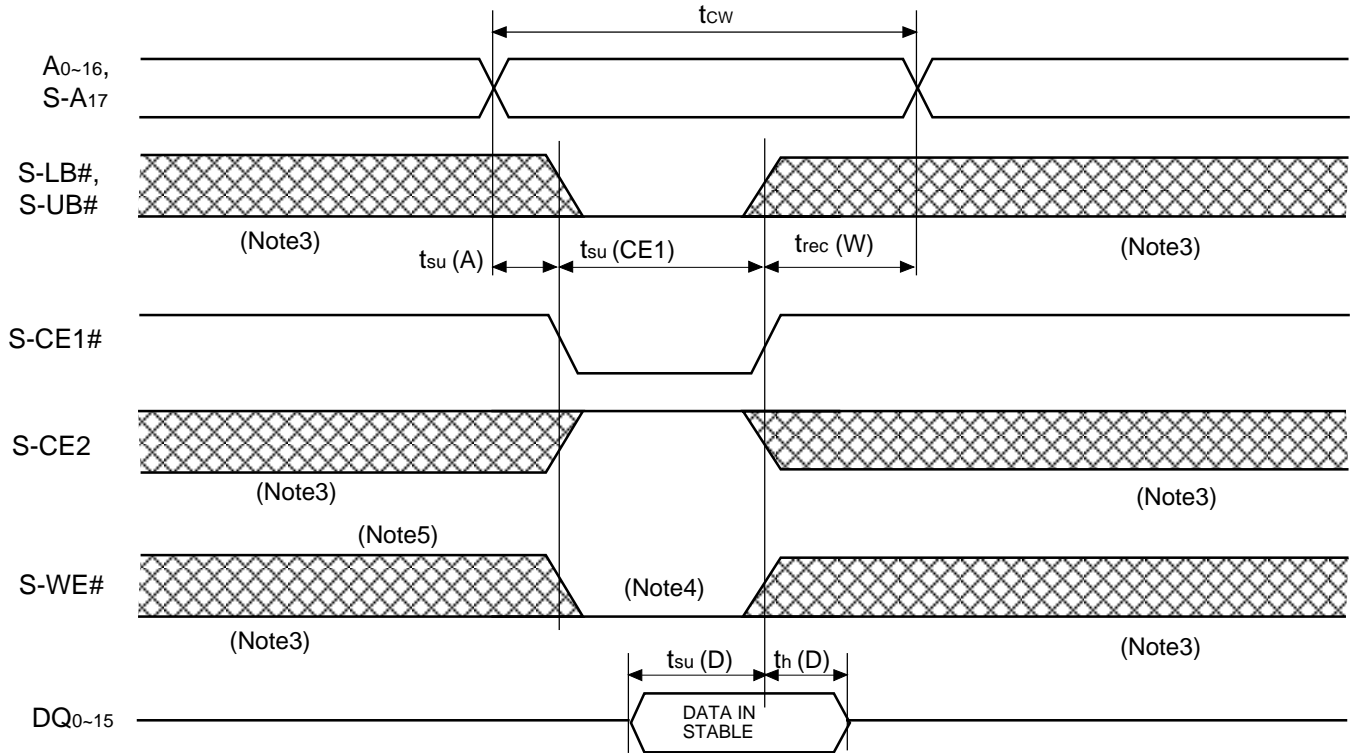 tCW
A0~16,
S-A17
S-LB#,
S-UB#
(Note3)
tsu (A)
tsu (CE1)
trec (W)
(Note3)
S-CE1#
S-CE2
(Note3)
(Note3)
(Note5)
S-WE#
(Note4)
(Note3)
(Note3)
tsu (D)
th (D)
DQ0~15
DATA IN
STABLE